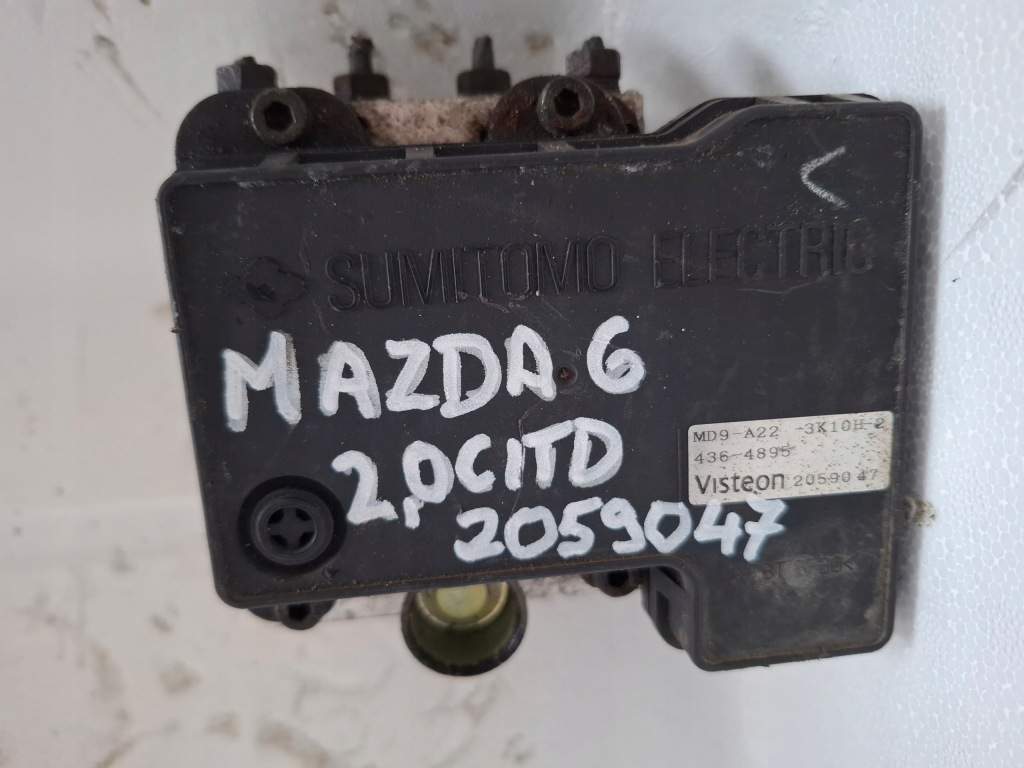 SUMITOMO ELECTRIC
MAZDA 6
2,0CITD
2059047
MD9-A22 -3K10H-2
436-4895
Visteon 2059047